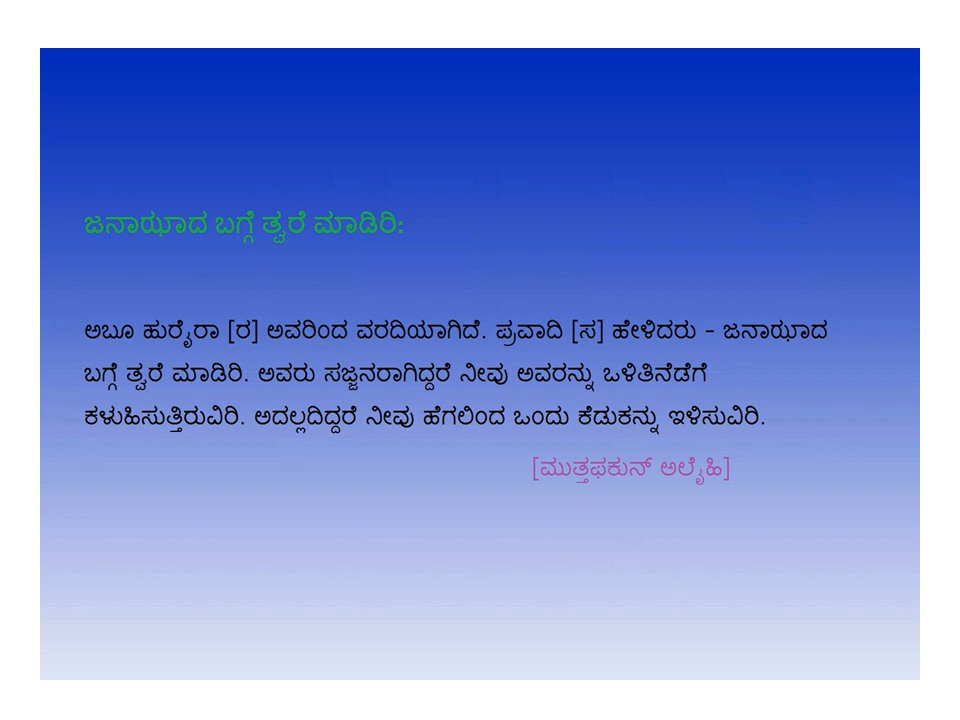 ಜನಾಝಾದ ಬಗ್ಗೆ ತ್ವರೆ ಮಾಡಿರಿ:
ಅಬೂ ಹುರೈರಾ [ರ] ಅವರಿಂದ ವರದಿಯಾಗಿದೆ. ಪ್ರವಾದಿ [ಸ] ಹೇಳಿದರು - ಜನಾಝಾದ
ಬಗ್ಗೆ ತ್ವರೆ ಮಾಡಿರಿ. ಅವರು ಸಜ್ಜನರಾಗಿದ್ದರೆ ನೀವು ಅವರನ್ನು ಒಳಿತಿನೆಡೆಗೆ
ಕಳುಹಿಸುತ್ತಿರುವಿರಿ. ಅದಲ್ಲದಿದ್ದರೆ ನೀವು ಹೆಗಲಿಂದ ಒಂದು ಕೆಡುಕನ್ನು ಇಳಿಸುವಿರಿ.
[ಮುತ್ತಫಕುನ್ ಅಲೈಹಿ]